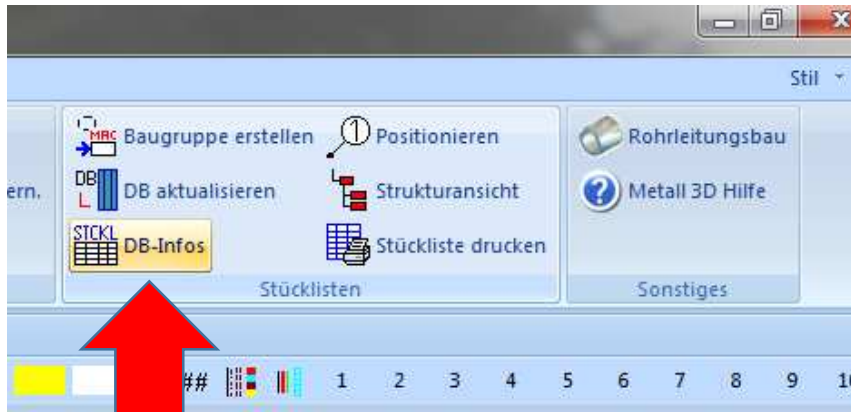 Stil
Baugruppe erstellen
Positionieren
Rohrleitungsbau
ern.
DB aktualisieren
Strukturansicht
Metall 3D Hilfe
DB-Infos
Stückliste drucken
Stücklisten
Sonstiges
MAC
1
DB
L
STCKL
## 1 2 3 4 5 6 7 8 9